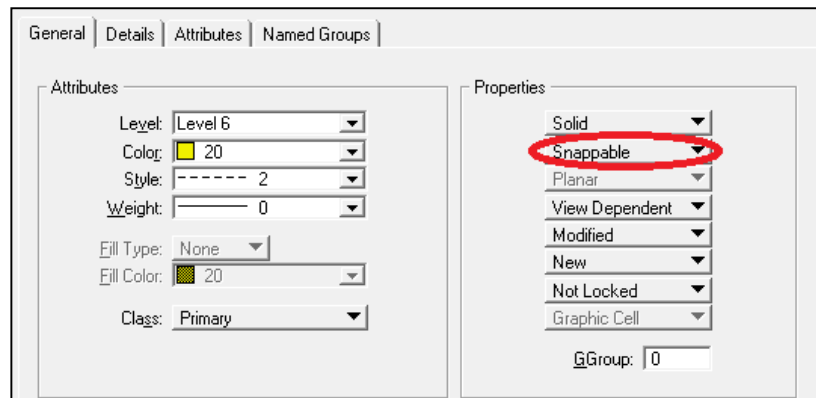 General Details Attributes Named Groups
Attributes
Level: Level 6
Color: 20
Style: 2
Weight: 0
Fill Type: None
Fill Color: 20
Class: Primary
Properties
Solid
Snappable
Planar
View Dependent
Modified
New
Not Locked
Graphic Cell
GGroup: 0